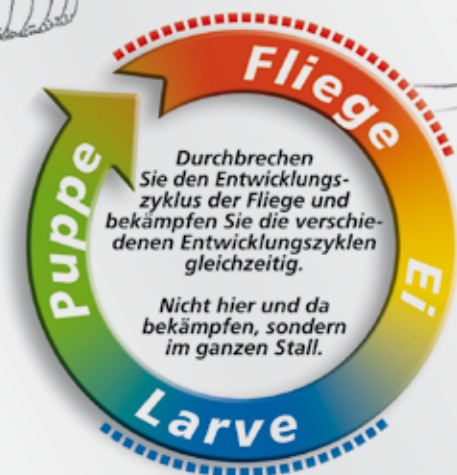 Fliege
Ei
Larve
Puppe
Durchbrechen
Sie den Entwicklungs-
zyklus der Fliege und
bekämpfen Sie die verschie-
denen Entwicklungszyklen
gleichzeitig.
Nicht hier und da
bekämpfen, sondern
im ganzen Stall.